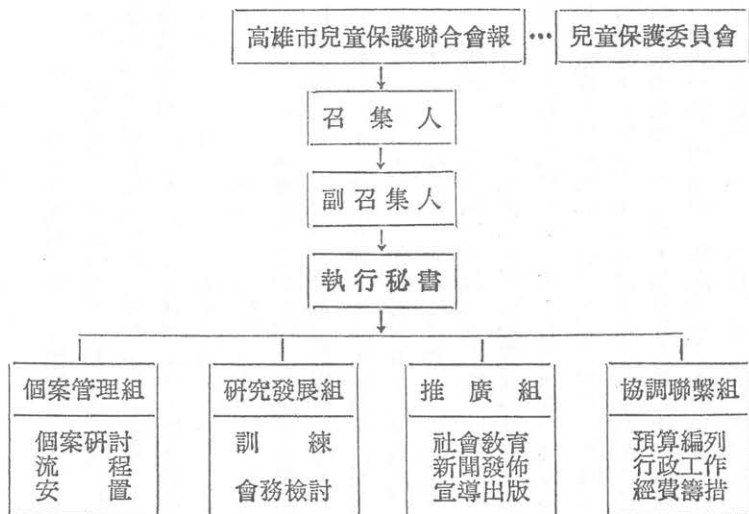 高雄市兒童保護聯合會報…兒童保護委員會
召集人
副召集人
執行秘書
個案管理組
個案研討
流程
安置
研究發展組
訓練
會務檢討
推廣組
社會教育
新聞發佈
宣導出版
協調聯繫組
預算編列
行政工作
經費籌措